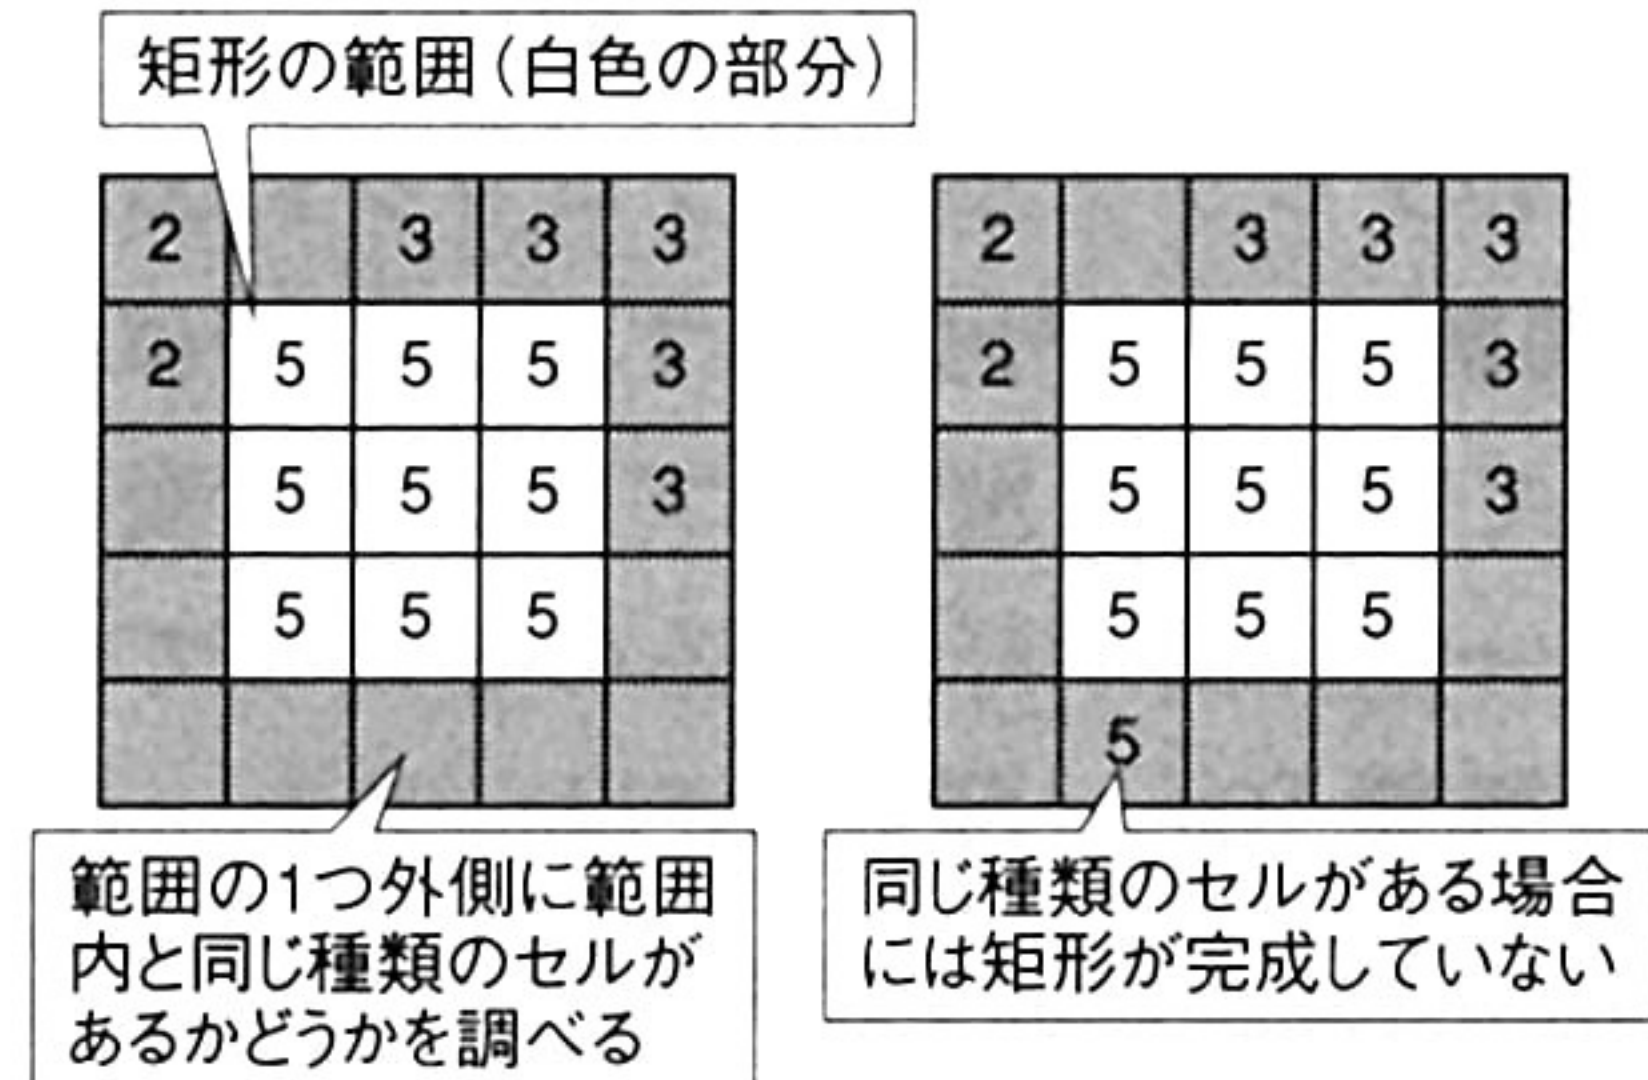 矩形の範囲(白色の部分)
2 3 3 3
2 5 5 5 3
5 5 5 3
5 5 5
範囲の1つ外側に範囲
内と同じ種類のセルが
あるかどうかを調べる
2 3 3 3
2 5 5 5 3
5 5 5 3
5 5 5
5
同じ種類のセルがある場合
には矩形が完成していない